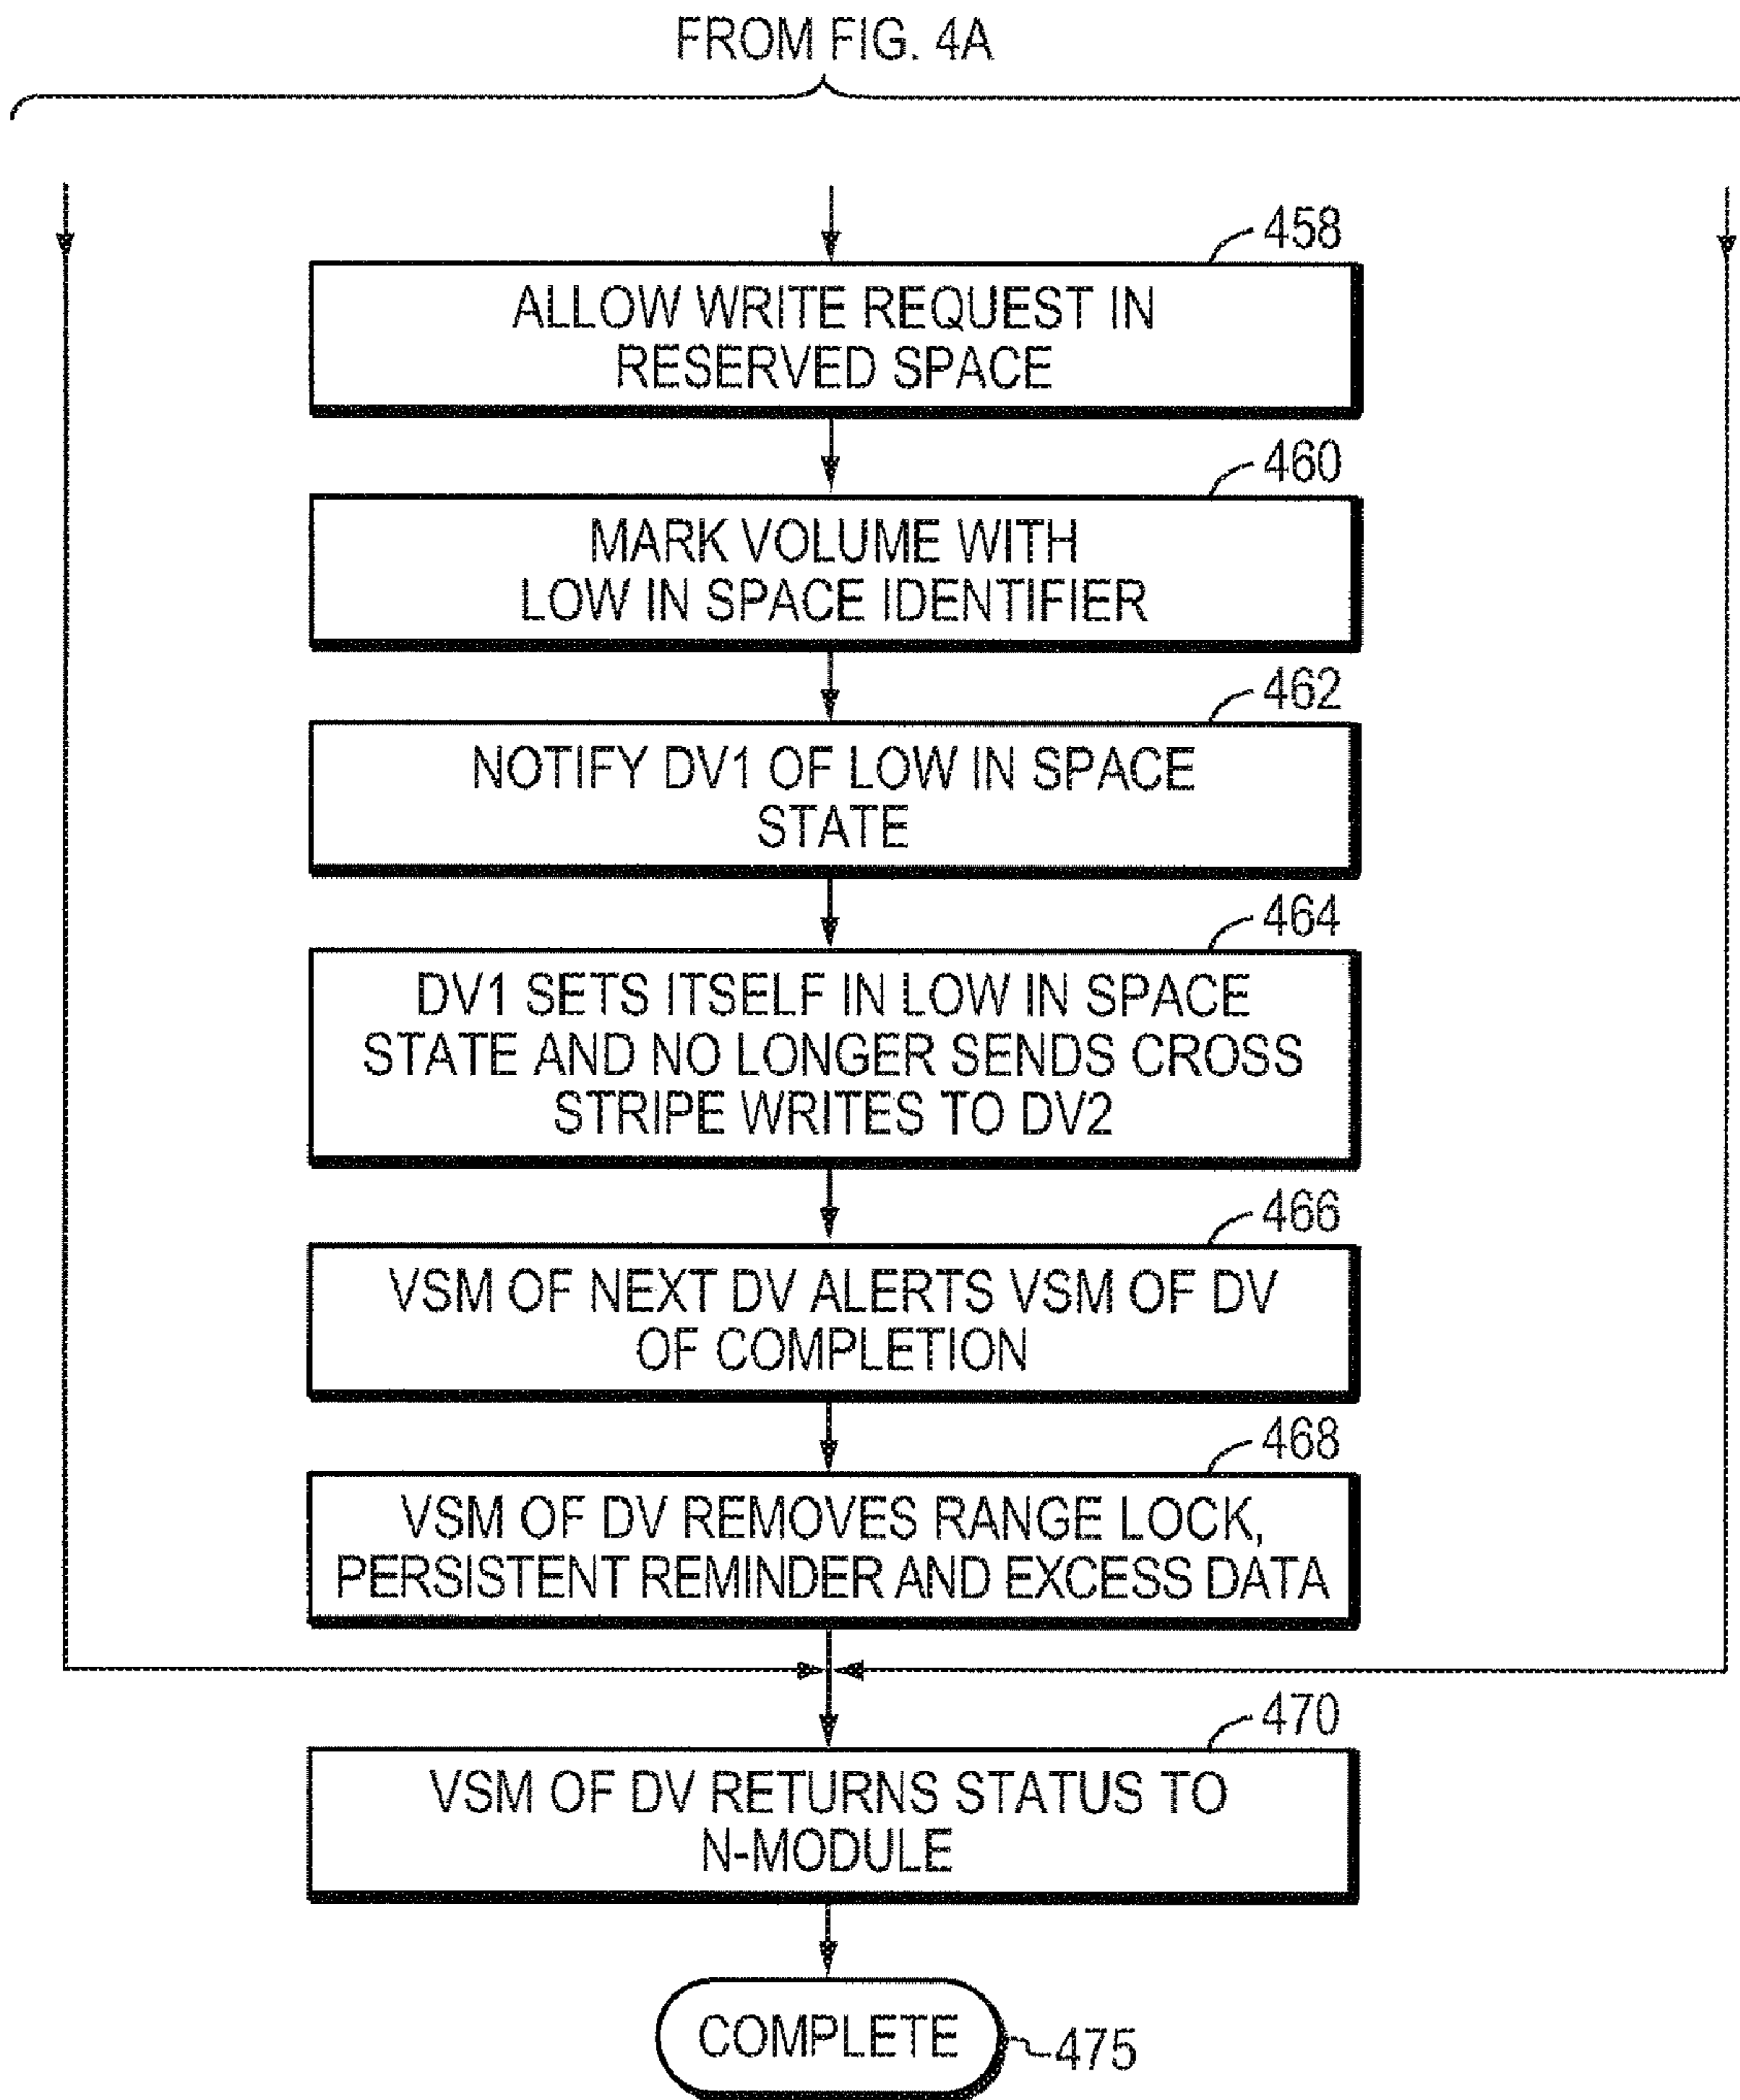 FROM FIG. 4A
458
ALLOW WRITE REQUEST IN
RESERVED SPACE
460
MARK VOLUME WITH
LOW IN SPACE IDENTIFIER
462
NOTIFY DV1 OF LOW IN SPACE
STATE
464
DV1 SETS ITSELF IN LOW IN SPACE
STATE AND NO LONGER SENDS CROSS
STRIPE WRITES TO DV2
466
VSM OF NEXT DV ALERTS VSM OF DV
OF COMPLETION
468
VSM OF DV REMOVES RANGE LOCK,
PERSISTENT REMINDER AND EXCESS DATA
470
VSM OF DV RETURNS STATUS TO
N-MODULE
COMPLETE
475